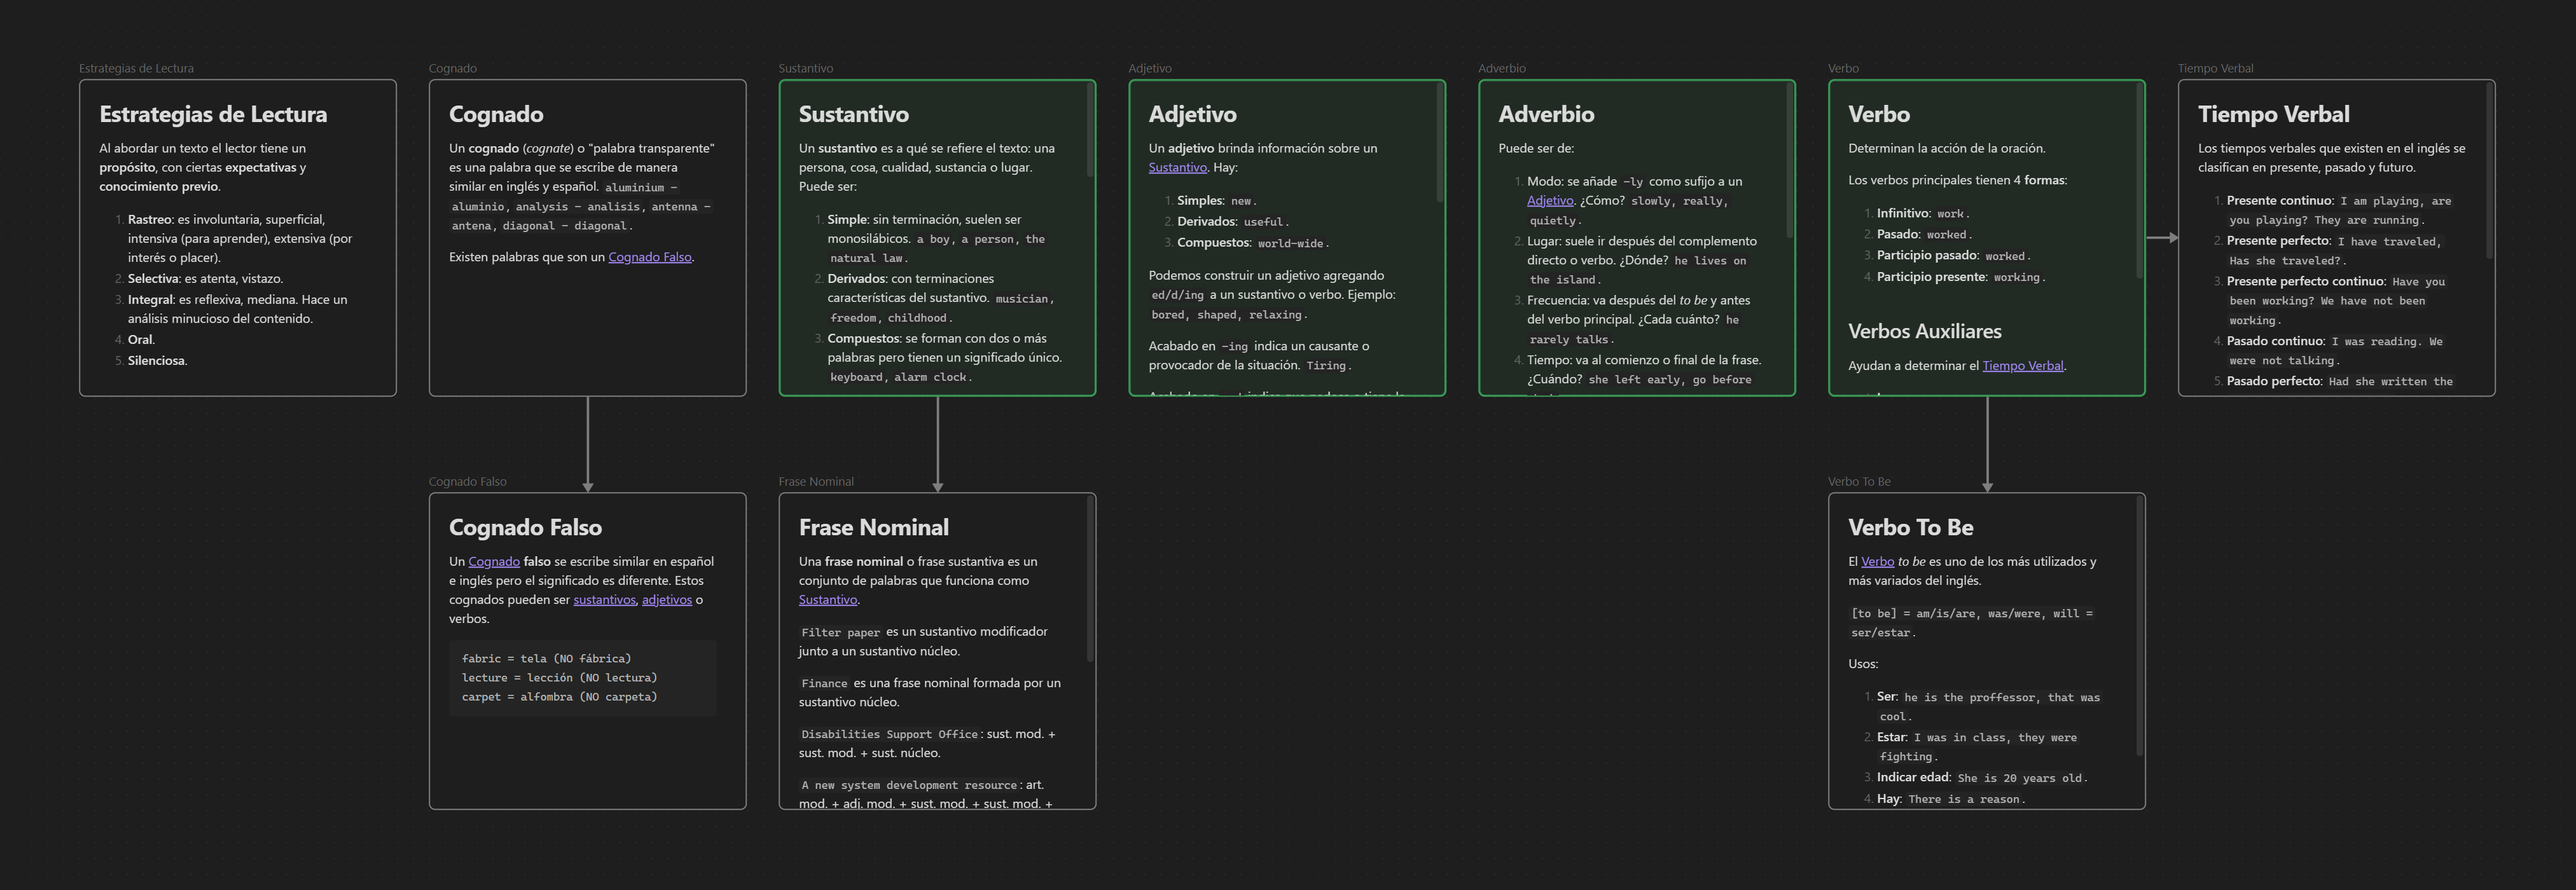 Estrategias de Lectura
Estrategias de Lectura
Al abordar un texto el lector tiene un
propósito, con ciertas expectativas y
conocimiento previo.
1. Rastreo: es involuntaria, superficial,
intensiva (para aprender), extensiva (por
interés o placer).
2. Selectiva: es atenta, vistazo.
3. Integral: es reflexiva, mediana. Hace un
análisis minucioso del contenido.
4. Oral.
5. Silenciosa.
Cognado
Cognado
Un cognado (cognate) o "palabra transparente"
es una palabra que se escribe de manera
similar en inglés y español. aluminium -
aluminio, analysis - analisis, antenna -
antena, diagonal - diagonal.
Existen palabras que son un Cognado Falso.
Sustantivo
Sustantivo
Un sustantivo es a qué se refiere el texto: una
persona, cosa, cualidad, sustancia o lugar.
Puede ser:
1. Simple: sin terminación, suelen ser
monosilábicos. a boy, a person, the
natural law.
2. Derivados: con terminaciones
características del sustantivo. musician,
freedom, childhood.
3. Compuestos: se forman con dos o más
palabras pero tienen un significado único.
keyboard, alarm clock.
Adjetivo
Adjetivo
Un adjetivo brinda información sobre un
Sustantivo. Hay:
1. Simples: new.
2. Derivados: useful.
3. Compuestos: world-wide.
Podemos construir un adjetivo agregando
ed/d/ing a un sustantivo o verbo. Ejemplo:
bored, shaped, relaxing.
Acabado en -ing indica un causante o
provocador de la situación. Tiring.
Adverbio
Adverbio
Puede ser de:
1. Modo: se añade -ly como sufijo a un
Adjetivo. ¿Cómo? slowly, really,
quietly.
2. Lugar: suele ir después del complemento
directo o verbo. ¿Dónde? he lives on
the island.
3. Frecuencia: va después del to be y antes
del verbo principal. ¿Cada cuánto? he
rarely talks.
4. Tiempo: va al comienzo o final de la frase.
¿Cuándo? she left early, go before
Verbo
Verbo
Determinan la acción de la oración.
Los verbos principales tienen 4 formas:
1. Infinitivo: work.
2. Pasado: worked.
3. Participio pasado: worked.
4. Participio presente: working.
Verbos Auxiliares
Ayudan a determinar el Tiempo Verbal.
Tiempo Verbal
Tiempo Verbal
Los tiempos verbales que existen en el inglés se
clasifican en presente, pasado y futuro.
1. Presente continuo: I am playing, are
you playing? They are running.
2. Presente perfecto: I have traveled,
Has she traveled?.
3. Presente perfecto continuo: Have you
been working? We have not been
working.
4. Pasado continuo: I was reading. We
were not talking.
5. Pasado perfecto: Had she written the
Cognado Falso
Cognado Falso
Un Cognado falso se escribe similar en español
e inglés pero el significado es diferente. Estos
cognados pueden ser sustantivos, adjetivos o
verbos.
fabric = tela (NO fábrica)
lecture = lección (NO lectura)
carpet = alfombra (NO carpeta)
Frase Nominal
Frase Nominal
Una frase nominal o frase sustantiva es un
conjunto de palabras que funciona como
Sustantivo.
Filter paper es un sustantivo modificador
junto a un sustantivo núcleo.
Finance es una frase nominal formada por un
sustantivo núcleo.
Disabilities Support Office: sust. mod. +
sust. mod. + sust. núcleo.
A new system development resource: art.
mod. + adj. mod. + sust. mod. + sust. mod. +
Verbo To Be
Verbo To Be
El Verbo to be es uno de los más utilizados y
más variados del inglés.
[to be] = am/is/are, was/were, will =
ser/estar.
Usos:
1. Ser: he is the proffessor, that was
cool.
2. Estar: I was in class, they were
fighting.
3. Indicar edad: She is 20 years old.
4. Hay: There is a reason.